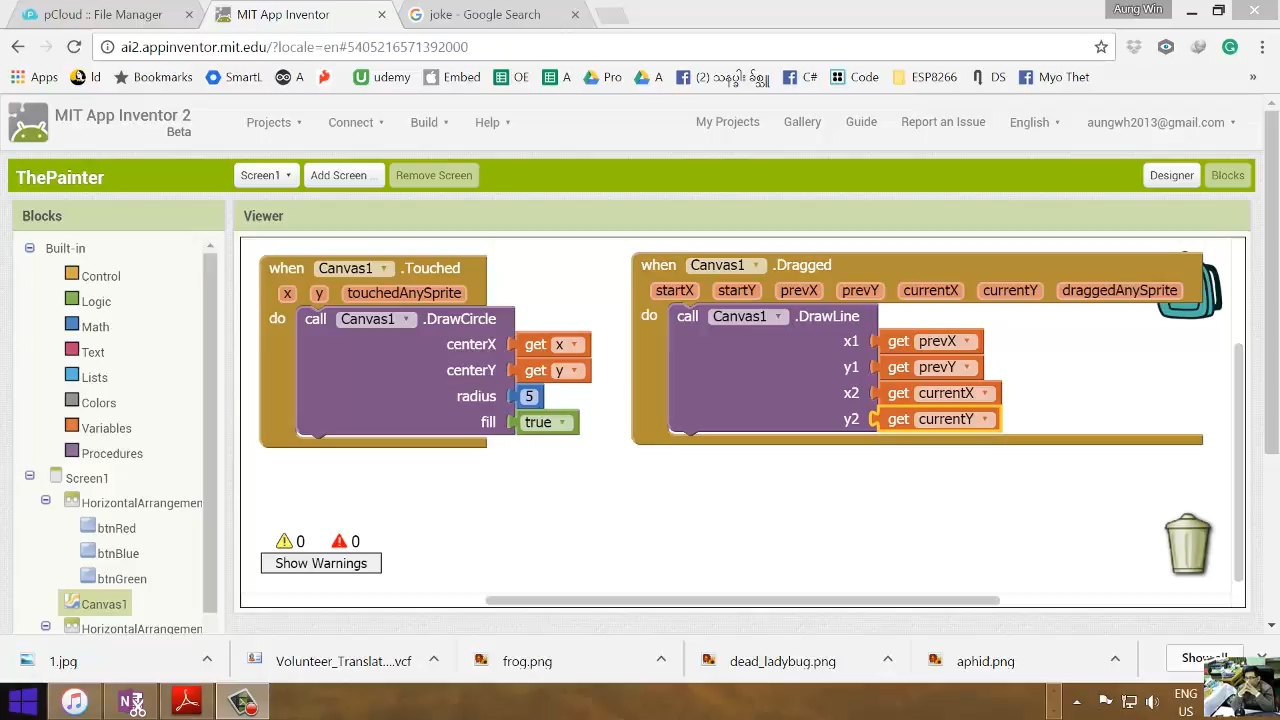 pCloud :: File Manager
MIT App Inventor
joke - Google Search
Aung Win
ai2.appinventor.mit.edu/?locale=en#5405216571392000
Apps
ld
Bookmarks
SmartL
A
udemy
Embed
OE
A
Pro
A
C#
Code
ESP8266
DS
Myo Thet
»
MIT App Inventor 2
Beta
Projects
Connect
Build
Help
My Projects
Gallery
Guide
Report an Issue
English
aungwh2013@gmail.com
ThePainter
Screen1
Add Screen ...
Remove Screen
Designer
Blocks
Blocks
Viewer
Built-in
Control
Logic
Math
Text
Lists
Colors
Variables
Procedures
Screen1
HorizontalArrangemen
btnRed
btnBlue
btnGreen
Canvas1
HorizontalArrangemen
when Canvas1 .Touched
x y touchedAnySprite
do call Canvas1 .DrawCircle
centerX get x
centerY get y
radius 5
fill true
when Canvas1 .Dragged
startX startY prevX prevY currentX currentY draggedAnySprite
do call Canvas1 .DrawLine
x1 get prevX
y1 get prevY
x2 get currentX
y2 get currentY
0 0
Show Warnings
1.jpg
Volunteer_Translat....vcf
frog.png
dead_ladybug.png
aphid.png
ENG
US